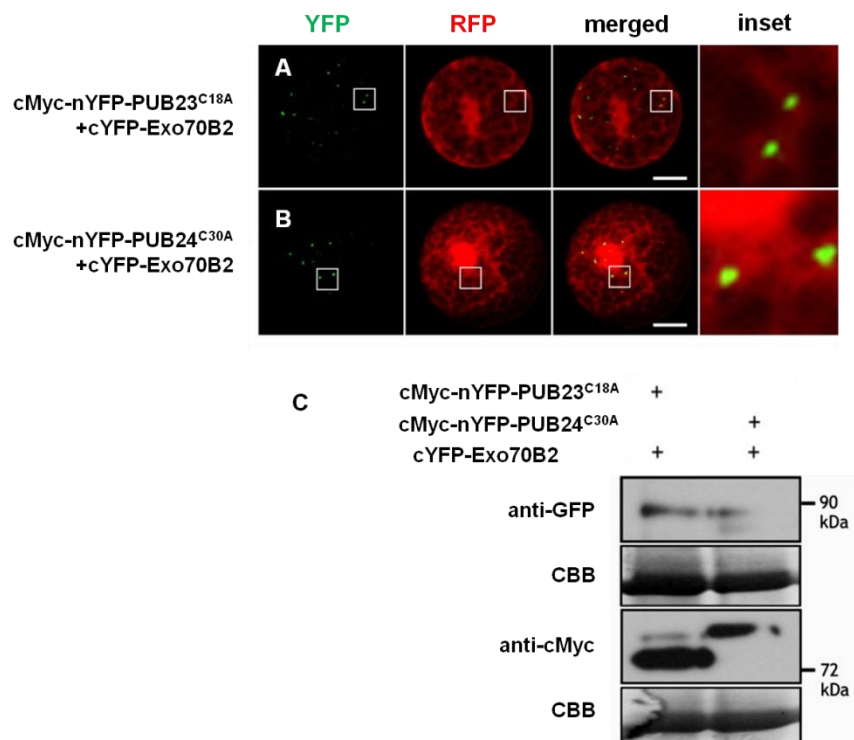 YFP RFP merged inset
A
cMyc-nYFP-PUB23C18A
+cYFP-Exo70B2
B
cMyc-nYFP-PUB24C30A
+cYFP-Exo70B2
C
cMyc-nYFP-PUB23C18A +
cMyc-nYFP-PUB24C30A +
cYFP-Exo70B2 + +
anti-GFP
90
kDa
CBB
anti-cMyc
72
kDa
CBB